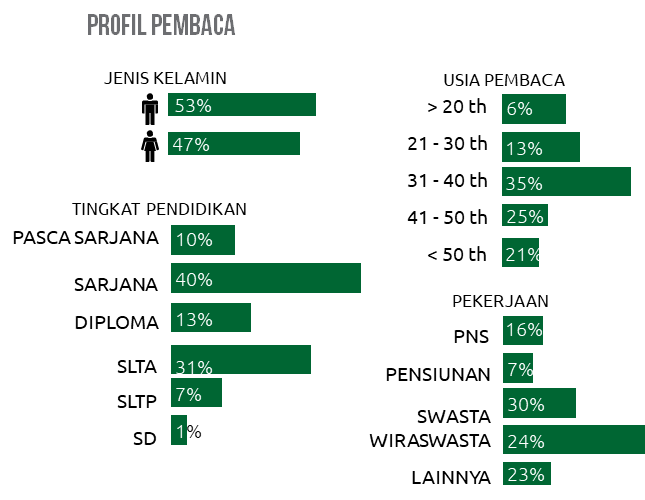 PROFIL PEMBACA
JENIS KELAMIN
53%
47%
TINGKAT PENDIDIKAN
PASCA SARJANA 10%
SARJANA 40%
DIPLOMA 13%
SLTA 31%
SLTP 7%
SD 1%
USIA PEMBACA
> 20 th 6%
21 - 30 th 13%
31 - 40 th 35%
41 - 50 th 25%
< 50 th 21%
PEKERJAAN
PNS 16%
PENSIUNAN 7%
SWASTA 30%
WIRASWASTA 24%
LAINNYA 23%